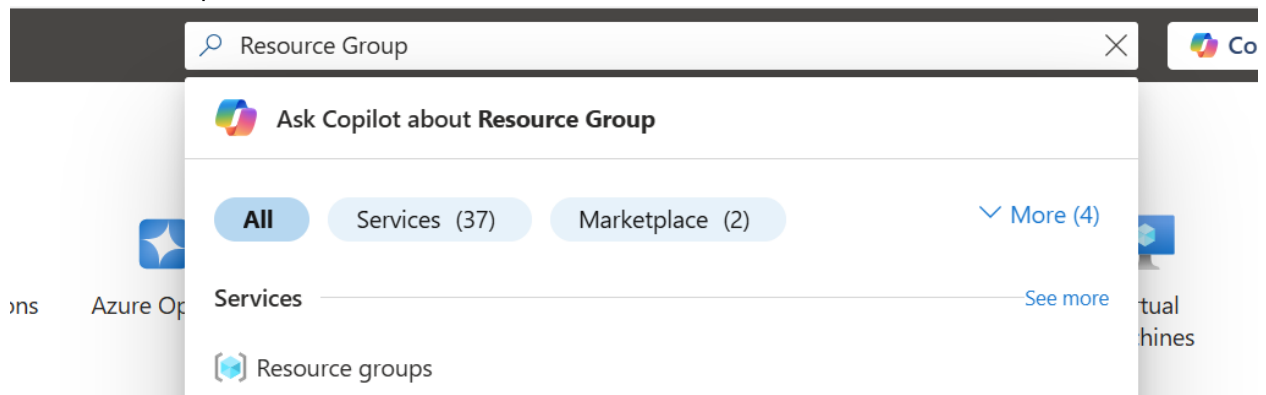 Resource Group
Co
Ask Copilot about Resource Group
All
Services (37)
Marketplace (2)
More (4)
Services
See more
ons
Azure Op
rtual
hines
Resource groups